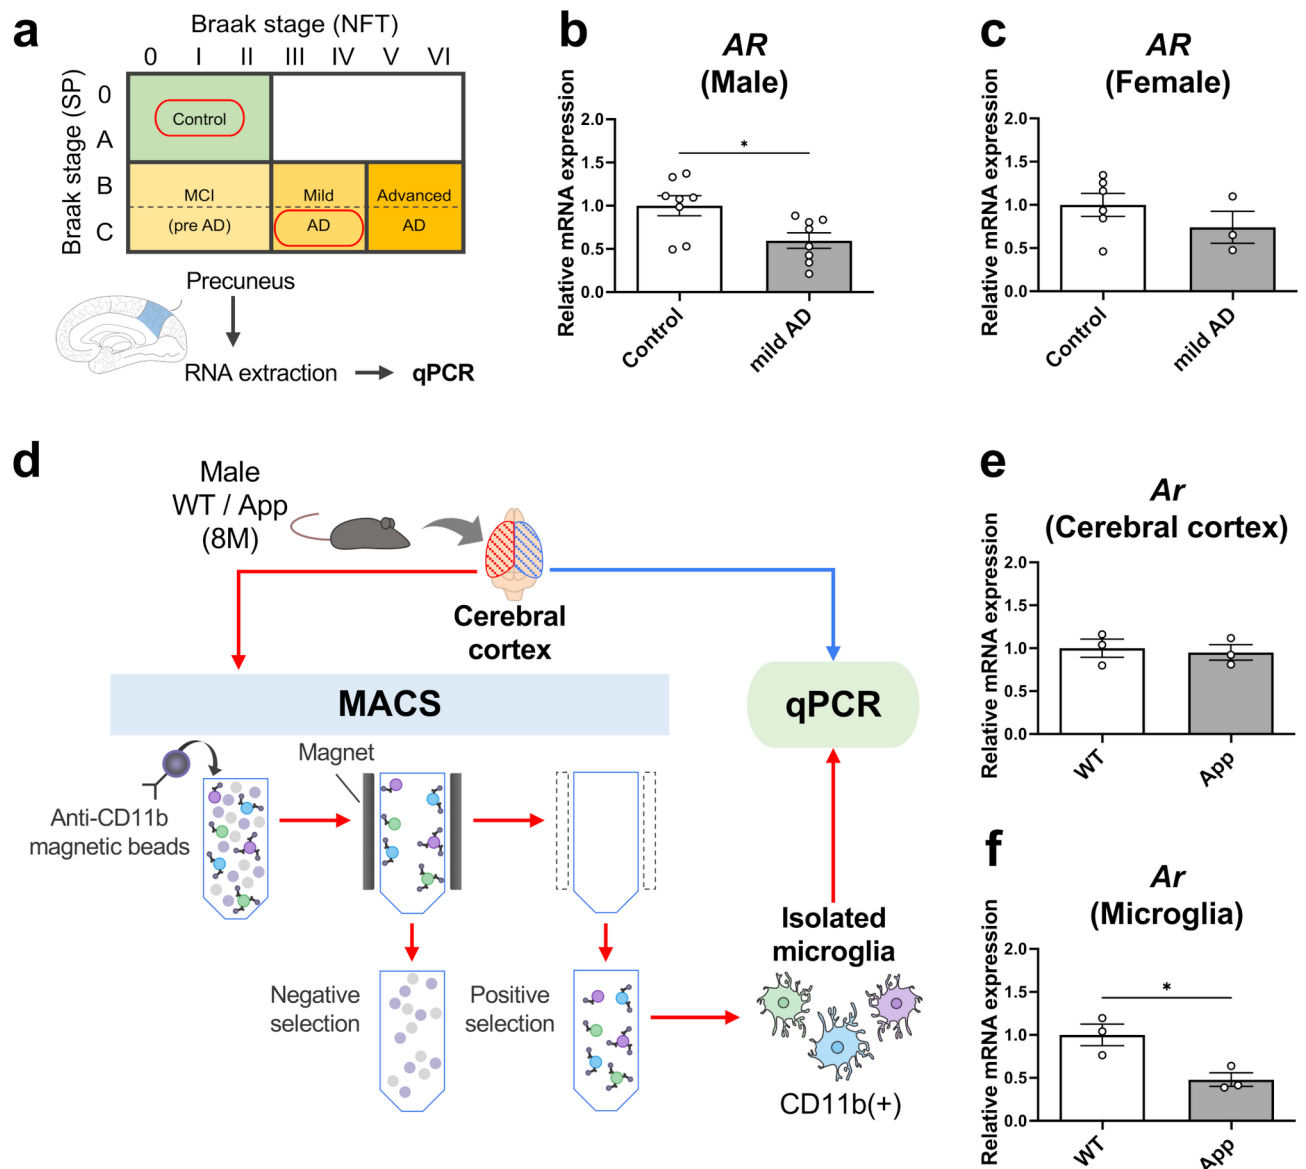 a
Braak stage (NFT)
0 I II III IV V VI
Braak stage (SP)
0
A
B
C
Control
MCI
(pre AD)
Mild
AD
Advanced
AD
Precuneus
RNA extraction
qPCR
b
AR
(Male)
Relative mRNA expression
2.0
1.5
1.0
0.5
0.0
*
Control
mild AD
c
AR
(Female)
Relative mRNA expression
2.0
1.5
1.0
0.5
0.0
Control
mild AD
d
Male
WT / App
(8M)
Cerebral
cortex
MACS
qPCR
Magnet
Anti-CD11b
magnetic beads
Negative
selection
Positive
selection
Isolated
microglia
CD11b(+)
e
Ar
(Cerebral cortex)
Relative mRNA expression
2.0
1.5
1.0
0.5
0.0
WT
App
f
Ar
(Microglia)
Relative mRNA expression
2.0
1.5
1.0
0.5
0.0
*
WT
App